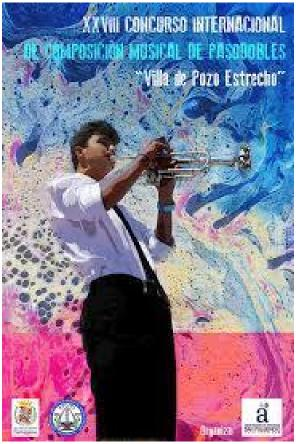 XXVIII CONCURSO INTERNACIONAL
DE COMPOSICIÓN MUSICAL DE PASODOBLES
"Villa de Pozo Estrecho"
Organiza
a